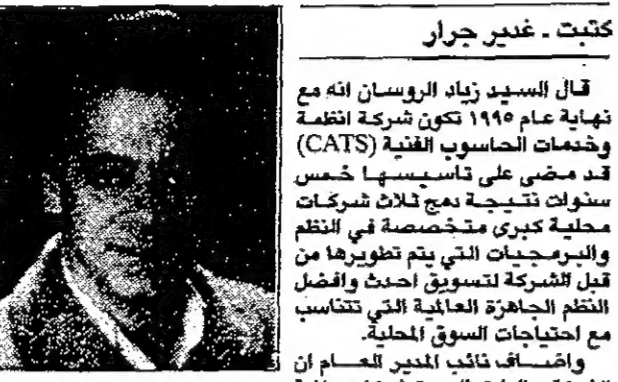 كتبت ـ غدير جرار
قال السيد زياد الروسان انه مع
نهاية عام ١٩٩٥ تكون شركة انظمة
وخدمات الحاسوب الفنية (CATS)
قد مضى على تاسيسها خمس
سنوات نتيجة دمج ثلاث شركات
محلية كبرى متخصصة في النظم
والبرمجيات التي يتم تطويرها من
قبل الشركة لتسويق احدث وافضل
النظم الجاهزة العالمية التي تتناسب
مع احتياجات السوق المحلية.
واضاف نائب المدير العام ان